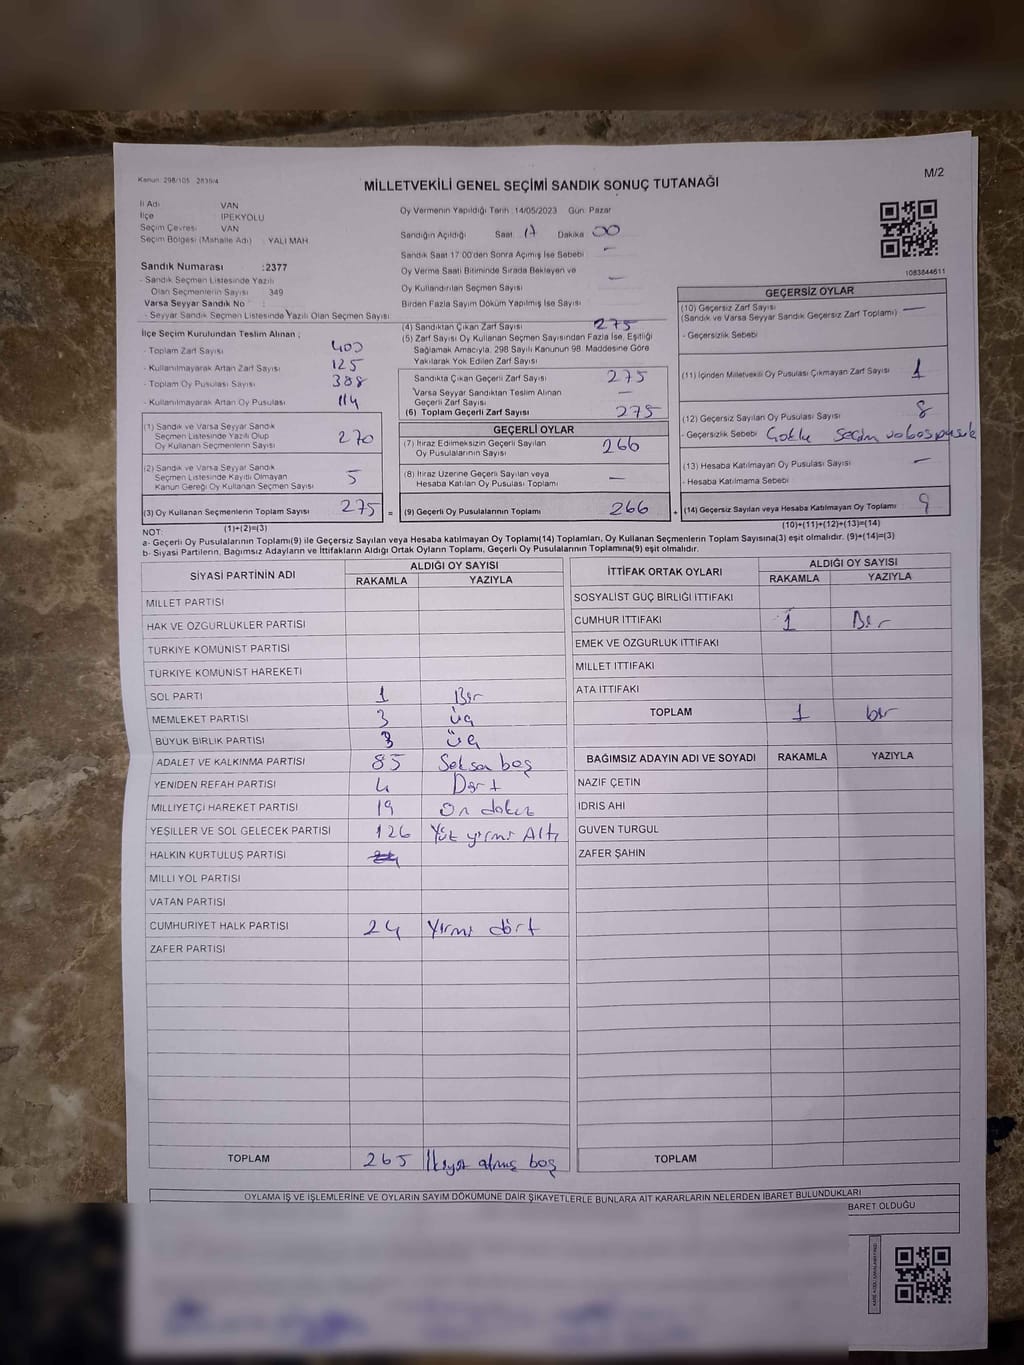 Kanun: 298/105 2839/4
MİLLETVEKİLİ GENEL SEÇİMİ SANDIK SONUÇ TUTANAĞI
M/2
İl Adı VAN
İlçe İPEKYOLU
Seçim Çevresi VAN
Seçim Bölgesi (Mahalle Adı) : YALI MAH.
Oy Vermenin Yapıldığı Tarih 14/05/2023 Gün: Pazar
Sandığın Açıldığı Saat 17 Dakika 00
Sandık Saat 17:00'den Sonra Açılmış İse Sebebi —
Oy Verme Saati Bitiminde Sırada Bekleyen ve
Oy Kullandırılan Seçmen Sayısı —
Birden Fazla Sayım Döküm Yapılmış İse Sayısı
1083844611
Sandık Numarası :2377
- Sandık Seçmen Listesinde Yazılı
Olan Seçmenlerin Sayısı 349
Varsa Seyyar Sandık No :
- Seyyar Sandık Seçmen Listesinde Yazılı Olan Seçmen Sayısı:
İlçe Seçim Kurulundan Teslim Alınan ;
- Toplam Zarf Sayısı 400
- Kullanılmayarak Artan Zarf Sayısı 125
- Toplam Oy Pusulası Sayısı 388
- Kullanılmayarak Artan Oy Pusulası 114
(1) Sandık ve Varsa Seyyar Sandık
Seçmen Listesinde Yazılı Olup
Oy Kullanan Seçmenlerin Sayısı 270
(2) Sandık ve Varsa Seyyar Sandık
Seçmen Listesinde Kayıtlı Olmayan
Kanun Gereği Oy Kullanan Seçmen Sayısı 5
(3) Oy Kullanan Seçmenlerin Toplam Sayısı 275 =
(1)+(2)=(3)
(4) Sandıktan Çıkan Zarf Sayısı 275
(5) Zarf Sayısı Oy Kullanan Seçmen Sayısından Fazla İse, Eşitliği
Sağlamak Amacıyla, 298 Sayılı Kanunun 98. Maddesine Göre
Yakılarak Yok Edilen Zarf Sayısı
Sandıkta Çıkan Geçerli Zarf Sayısı 275
Varsa Seyyar Sandıktan Teslim Alınan
Geçerli Zarf Sayısı —
(6) Toplam Geçerli Zarf Sayısı 275
GEÇERLİ OYLAR
(7) İtiraz Edilmeksizin Geçerli Sayılan
Oy Pusulalarının Sayısı 266
(8) İtiraz Üzerine Geçerli Sayılan veya
Hesaba Katılan Oy Pusulası Toplamı —
(9) Geçerli Oy Pusulalarının Toplamı 266 +
GEÇERSİZ OYLAR
(10) Geçersiz Zarf Sayısı
(Sandık ve Varsa Seyyar Sandık Geçersiz Zarf Toplamı) —
- Geçersizlik Sebebi:
(11) İçinden Milletvekili Oy Pusulası Çıkmayan Zarf Sayısı 1
(12) Geçersiz Sayılan Oy Pusulası Sayısı 8
- Geçersizlik Sebebi Çoklu seçim
(13) Hesaba Katılmayan Oy Pusulası Sayısı —
- Hesaba Katılmama Sebebi
(14) Geçersiz Sayılan veya Hesaba Katılmayan Oy Toplamı 9
(10)+(11)+(12)+(13)=(14)
NOT:
a- Geçerli Oy Pusulalarının Toplamı(9) ile Geçersiz Sayılan veya Hesaba Katılmayan Oy Toplamı(14) Toplamları, Oy Kullanan Seçmenlerin Toplam Sayısına(3) eşit olmalıdır. (9)+(14)=(3)
b- Siyasi Partilerin, Bağımsız Adayların ve İttifakların Aldığı Ortak Oyların Toplamı, Geçerli Oy Pusulalarının Toplamına(9) eşit olmalıdır.
SİYASİ PARTİNİN ADI ALDIĞI OY SAYISI
RAKAMLA YAZIYLA
MİLLET PARTİSİ
HAK VE ÖZGÜRLÜKLER PARTİSİ
TÜRKİYE KOMÜNİST PARTİSİ
TÜRKİYE KOMÜNİST HAREKETİ
SOL PARTİ 1 Bir
MEMLEKET PARTİSİ 3 üç
BÜYÜK BİRLİK PARTİSİ 3 üç
ADALET VE KALKINMA PARTİSİ 85 Seksa beş
YENİDEN REFAH PARTİSİ 4 Dört
MİLLİYETÇİ HAREKET PARTİSİ 19 On dokuz
YEŞİLLER VE SOL GELECEK PARTİSİ 126 Yüz yirmi Altı
HALKIN KURTULUŞ PARTİSİ
MİLLİ YOL PARTİSİ
VATAN PARTİSİ
CUMHURİYET HALK PARTİSİ 24 Yirmi dört
ZAFER PARTİSİ
TOPLAM 265 İkiyüz atmış beş
İTTİFAK ORTAK OYLARI ALDIĞI OY SAYISI
RAKAMLA YAZIYLA
SOSYALİST GÜÇ BİRLİĞİ İTTİFAKI
CUMHUR İTTİFAKI 1 Bir
EMEK VE ÖZGÜRLÜK İTTİFAKI
MİLLET İTTİFAKI
ATA İTTİFAKI
TOPLAM 1 bir
BAĞIMSIZ ADAYIN ADI VE SOYADI RAKAMLA YAZIYLA
NAZİF ÇETİN
İDRİS AHİ
GÜVEN TURGUL
ZAFER ŞAHİN
TOPLAM
OYLAMA İŞ VE İŞLEMLERİNE VE OYLARIN SAYIM DÖKÜMÜNE DAİR ŞİKAYETLERLE BUNLARA AİT KARARLARIN NELERDEN İBARET BULUNDUKLARI
BARET OLDUĞU